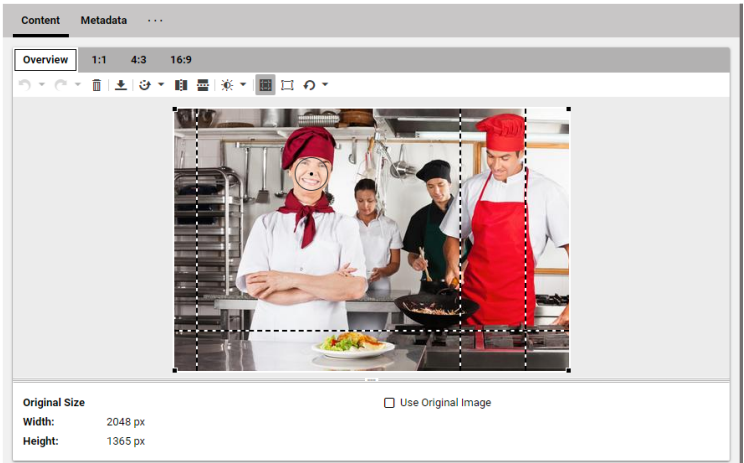 Content Metadata ···
Overview 1:1 4:3 16:9
Original Size
Use Original Image
Width: 2048 px
Height: 1365 px